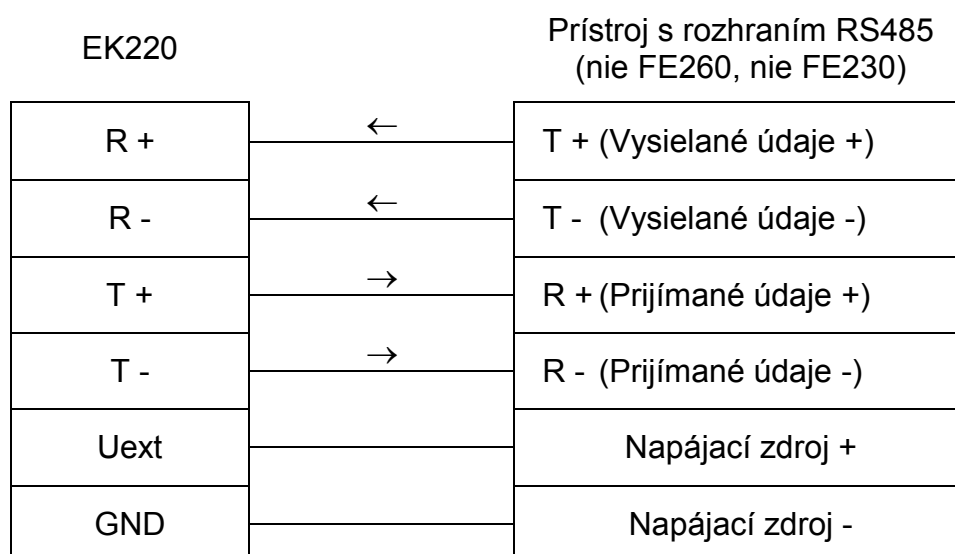 EK220
Prístroj s rozhraním RS485
(nie FE260, nie FE230)
R + ← T + (Vysielané údaje +)
R - ← T - (Vysielané údaje -)
T + → R + (Prijímané údaje +)
T - → R - (Prijímané údaje -)
Uext Napájací zdroj +
GND Napájací zdroj -